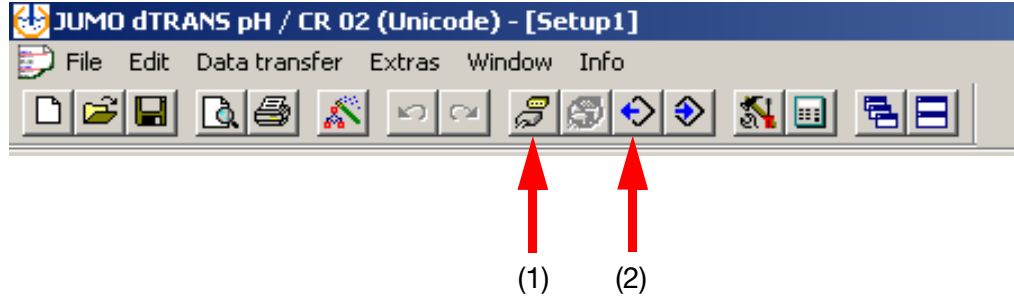 JUMO dTRANS pH / CR 02 (Unicode) - [Setup1]
File Edit Data transfer Extras Window Info
(1) (2)